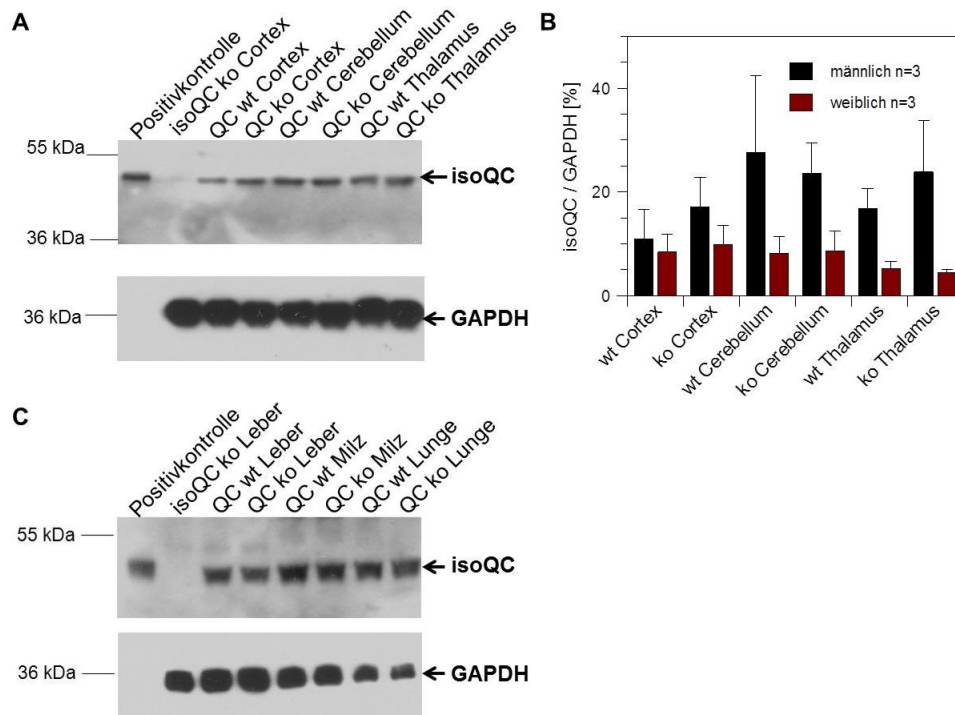 A
Positivkontrolle
isoQC ko Cortex
QC wt Cortex
QC ko Cortex
QC wt Cerebellum
QC ko Cerebellum
QC wt Thalamus
QC ko Thalamus
55 kDa
isoQC
36 kDa
36 kDa
GAPDH
B
isoQC / GAPDH [%]
40
20
0
männlich n=3
weiblich n=3
wt Cortex
ko Cortex
wt Cerebellum
ko Cerebellum
wt Thalamus
ko Thalamus
C
Positivkontrolle
isoQC ko Leber
QC wt Leber
QC ko Leber
QC wt Milz
QC ko Milz
QC wt Lunge
QC ko Lunge
55 kDa
isoQC
36 kDa
GAPDH